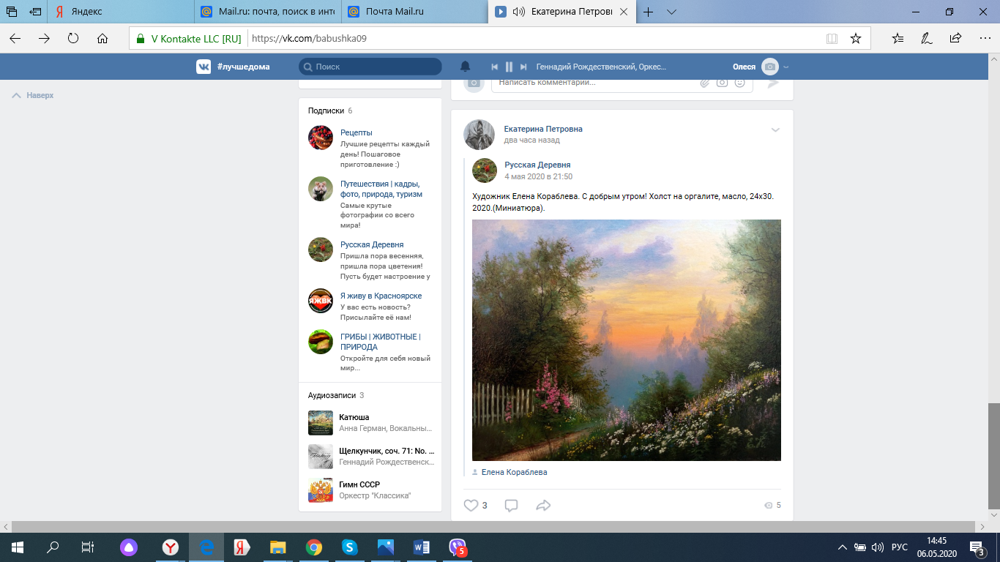 Яндекс
Mail.ru: почта, поиск в инте
Почта Mail.ru
Екатерина Петровн
V Kontakte LLC [RU]
https://vk.com/babushka09
#лучшедома
Поиск
Геннадий Рождественский, Оркес...
Олеся
Наверх
Написать комментарий...
Подписки 6
Рецепты
Лучшие рецепты каждый
день! Пошаговое
приготовление :)
Путешествия | кадры,
фото, природа, туризм
Самые крутые
фотографии со всего
мира!
Русская Деревня
Пришла пора весенняя,
пришла пора цветения!
Пусть будет настроение у
ЯЖВК
Я живу в Красноярске
У вас есть новость?
Присылайте её нам!
ГРИБЫ | ЖИВОТНЫЕ |
ПРИРОДА
Откройте для себя новый
мир...
Аудиозаписи 3
Катюша
Анна Герман, Вокальны...
Щелкунчик, соч. 71: No. ...
Геннадий Рождественск...
Гимн СССР
Оркестр "Классика"
Екатерина Петровна
два часа назад
Русская Деревня
4 мая 2020 в 21:50
Художник Елена Кораблева. С добрым утром! Холст на оргалите, масло, 24х30.
2020.(Миниатюра).
Елена Кораблева
3
5
5
РУС
14:45
06.05.2020
3